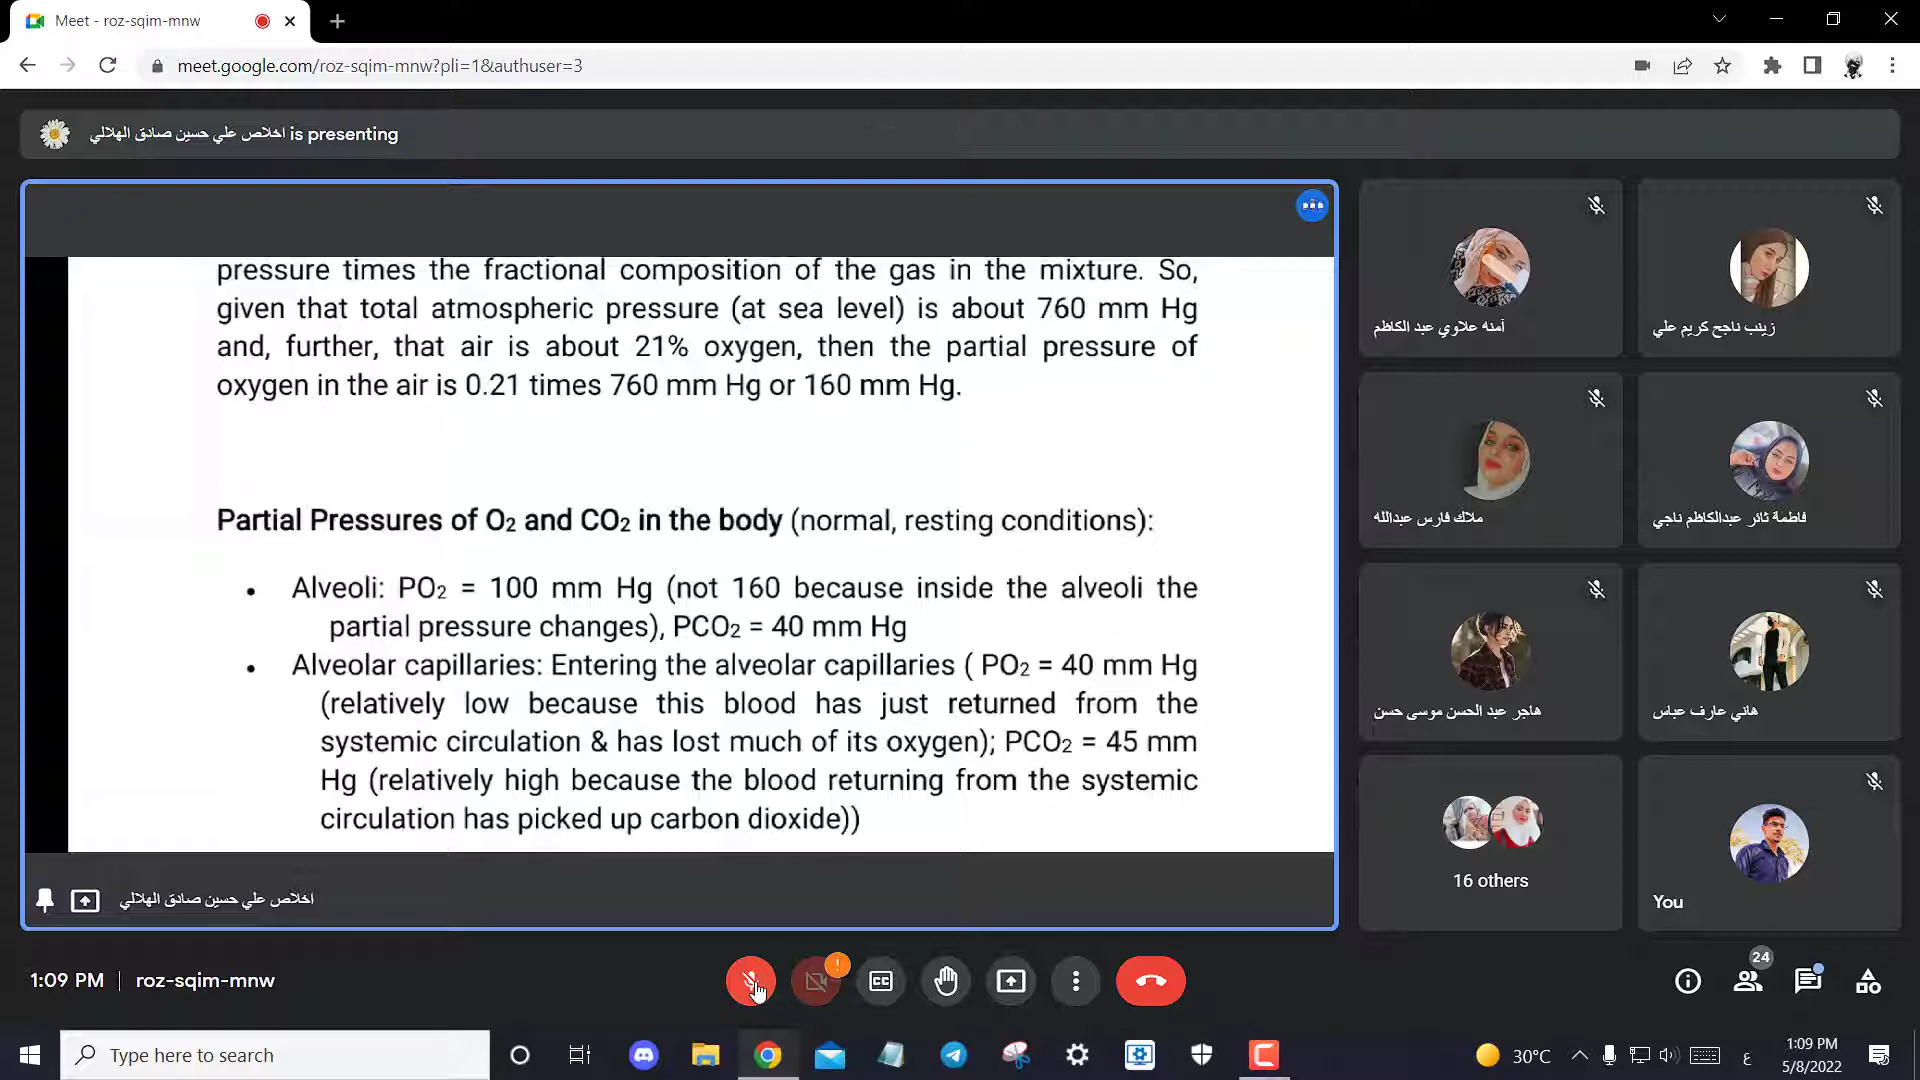 Meet - roz-sqim-mnw
meet.google.com/roz-sqim-mnw?pli=1&authuser=3
اخلاص علي حسين صادق الهلالي is presenting
pressure times the fractional composition of the gas in the mixture. So,
given that total atmospheric pressure (at sea level) is about 760 mm Hg
and, further, that air is about 21% oxygen, then the partial pressure of
oxygen in the air is 0.21 times 760 mm Hg or 160 mm Hg.
Partial Pressures of O2 and CO2 in the body (normal, resting conditions):
• Alveoli: PO2 = 100 mm Hg (not 160 because inside the alveoli the
partial pressure changes), PCO2 = 40 mm Hg
• Alveolar capillaries: Entering the alveolar capillaries ( PO2 = 40 mm Hg
(relatively low because this blood has just returned from the
systemic circulation & has lost much of its oxygen); PCO2 = 45 mm
Hg (relatively high because the blood returning from the systemic
circulation has picked up carbon dioxide))
اخلاص علي حسين صادق الهلالي
آمنه علاوي عبد الكاظم
زينب ناجح كريم علي
ملاك فارس عبدالله
فاطمة ثائر عبدالكاظم ناجي
هاجر عبد الحسن موسى حسن
هاني عارف عباس
16 others
You
1:09 PM | roz-sqim-mnw
!
CC
24
Type here to search
30°C
ع
1:09 PM
5/8/2022